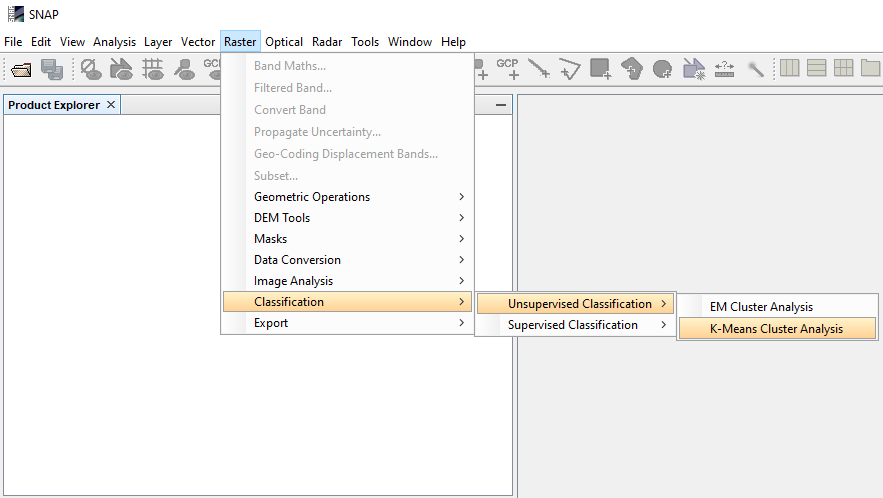 SNAP
File Edit View Analysis Layer Vector Raster Optical Radar Tools Window Help
GCP
Product Explorer
Band Maths...
Filtered Band...
Convert Band
Propagate Uncertainty...
Geo-Coding Displacement Bands...
Subset...
Geometric Operations
DEM Tools
Masks
Data Conversion
Image Analysis
Classification
Export
Unsupervised Classification
Supervised Classification
EM Cluster Analysis
K-Means Cluster Analysis